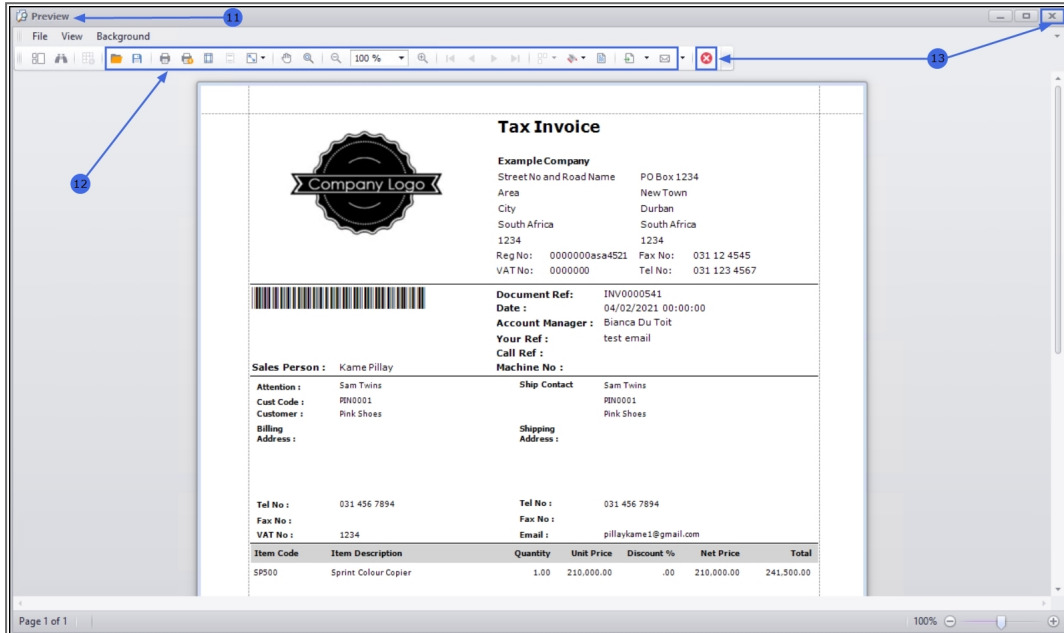 Preview
11
File View Background
100 %
13
12
Company Logo
Tax Invoice
Example Company
Street No and Road Name PO Box 1234
Area New Town
City Durban
South Africa South Africa
1234 1234
Reg No: 0000000asa4521 Fax No: 031 12 4545
VAT No: 0000000 Tel No: 031 123 4567
Document Ref: INV0000541
Date : 04/02/2021 00:00:00
Account Manager : Bianca Du Toit
Your Ref : test email
Call Ref :
Sales Person : Kame Pillay Machine No :
Attention : Sam Twins Ship Contact Sam Twins
Cust Code : PIN0001 PIN0001
Customer : Pink Shoes Pink Shoes
Billing Shipping
Address : Address :
Tel No : 031 456 7894 Tel No : 031 456 7894
Fax No : Fax No :
VAT No : 1234 Email : pillaykame1@gmail.com
Item Code Item Description Quantity Unit Price Discount % Net Price Total
SP500 Sprint Colour Copier 1.00 210,000.00 .00 210,000.00 241,500.00
Page 1 of 1 100%